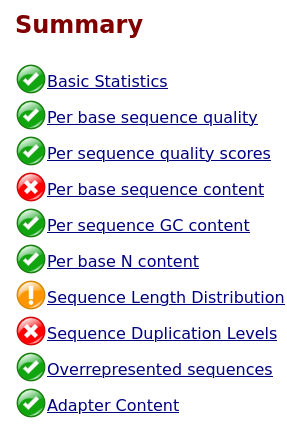 Summary
Basic Statistics
Per base sequence quality
Per sequence quality scores
Per base sequence content
Per sequence GC content
Per base N content
Sequence Length Distribution
Sequence Duplication Levels
Overrepresented sequences
Adapter Content